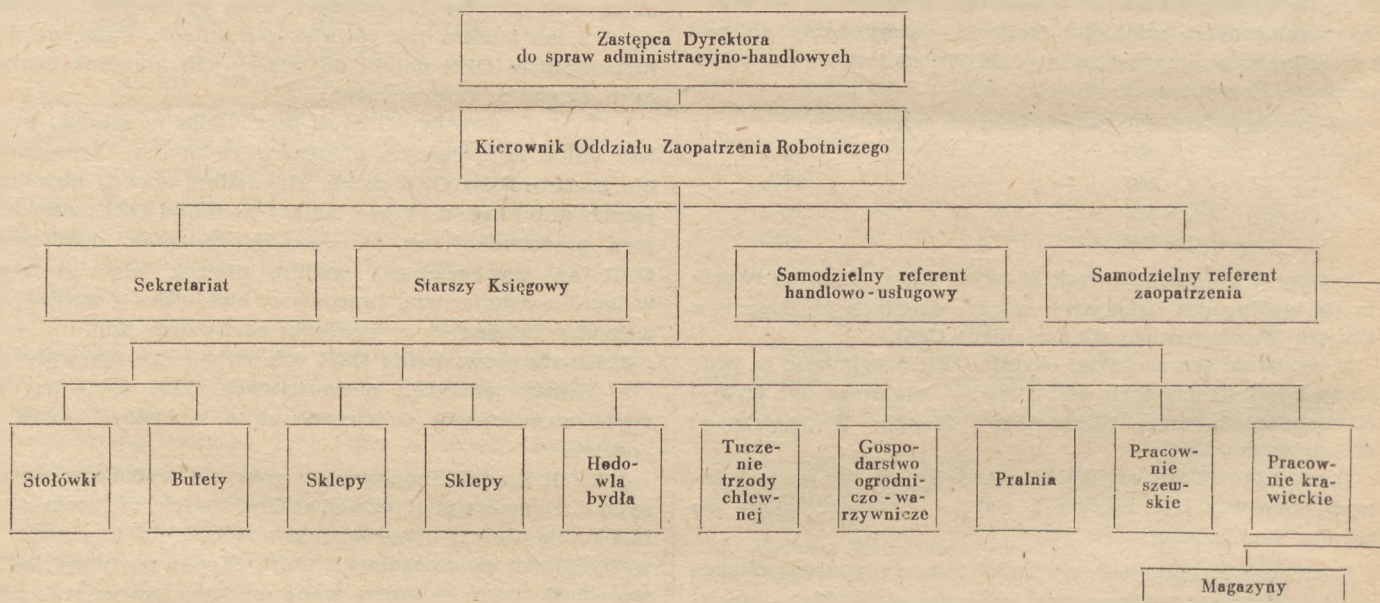 Zastępca Dyrektora
do spraw administracyjno-handlowych
Kierownik Oddziału Zaopatrzenia Robotniczego
Sekretariat
Starszy Księgowy
Samodzielny referent
handlowo-usługowy
Samodzielny referent
zaopatrzenia
Stołówki
Bufety
Sklepy
Sklepy
Hodo-
wla
bydła
Tucze-
nie
trzody
chlew-
nej
Gospo-
darstwo
ogrodni-
czo-wa-
rzywnicze
Pralnia
Pracow-
nie
szew-
skie
Pracow-
nie kra-
wieckie
Magazyny